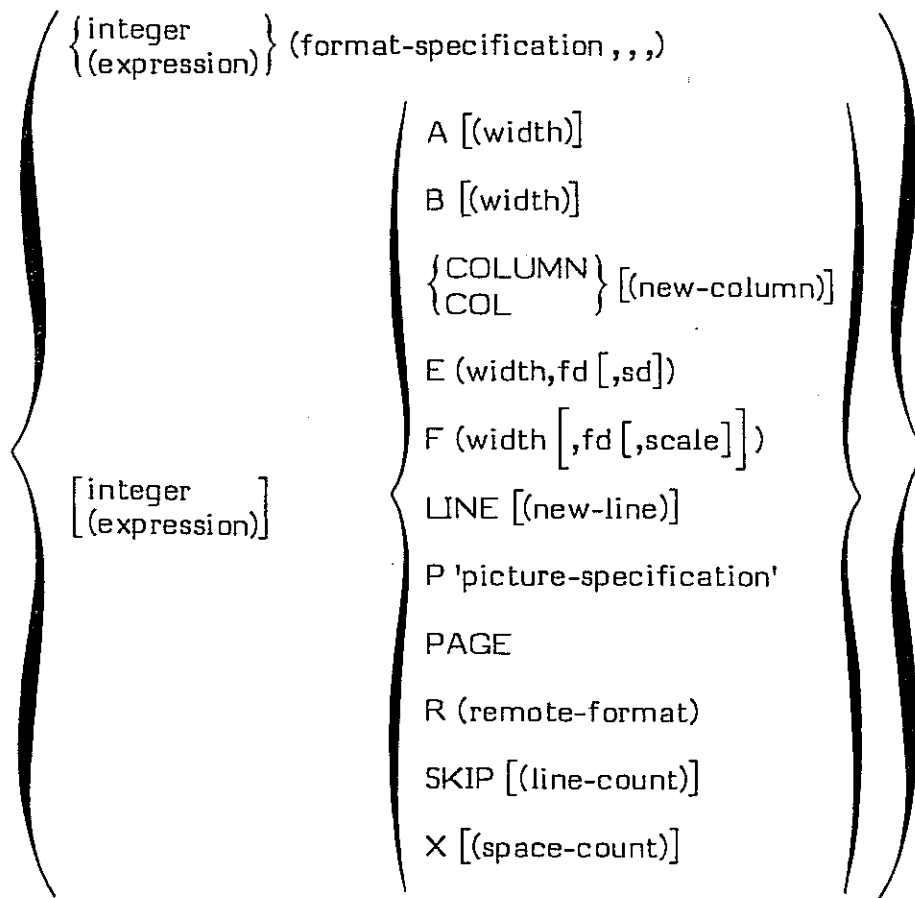 {integer
(expression)} (format-specification,,,)
A [(width)]
B [(width)]
{COLUMN
COL} [(new-column)]
E (width,fd [,sd])
F (width [,fd [,scale]])
[integer
(expression)]
LINE [(new-line)]
P 'picture-specification'
PAGE
R (remote-format)
SKIP [(line-count)]
X [(space-count)]